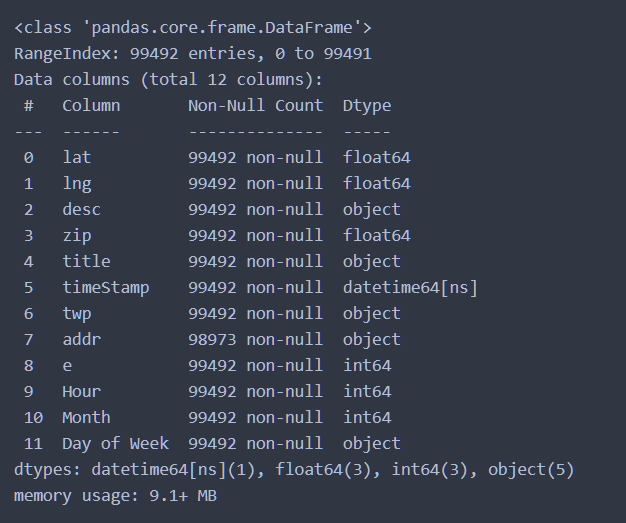 <class 'pandas.core.frame.DataFrame'>
RangeIndex: 99492 entries, 0 to 99491
Data columns (total 12 columns):
 #   Column       Non-Null Count  Dtype
---  ------       --------------  -----
 0   lat          99492 non-null  float64
 1   lng          99492 non-null  float64
 2   desc         99492 non-null  object
 3   zip          99492 non-null  float64
 4   title        99492 non-null  object
 5   timeStamp    99492 non-null  datetime64[ns]
 6   twp          99492 non-null  object
 7   addr         98973 non-null  object
 8   e            99492 non-null  int64
 9   Hour         99492 non-null  int64
 10  Month        99492 non-null  int64
 11  Day of Week  99492 non-null  object
dtypes: datetime64[ns](1), float64(3), int64(3), object(5)
memory usage: 9.1+ MB